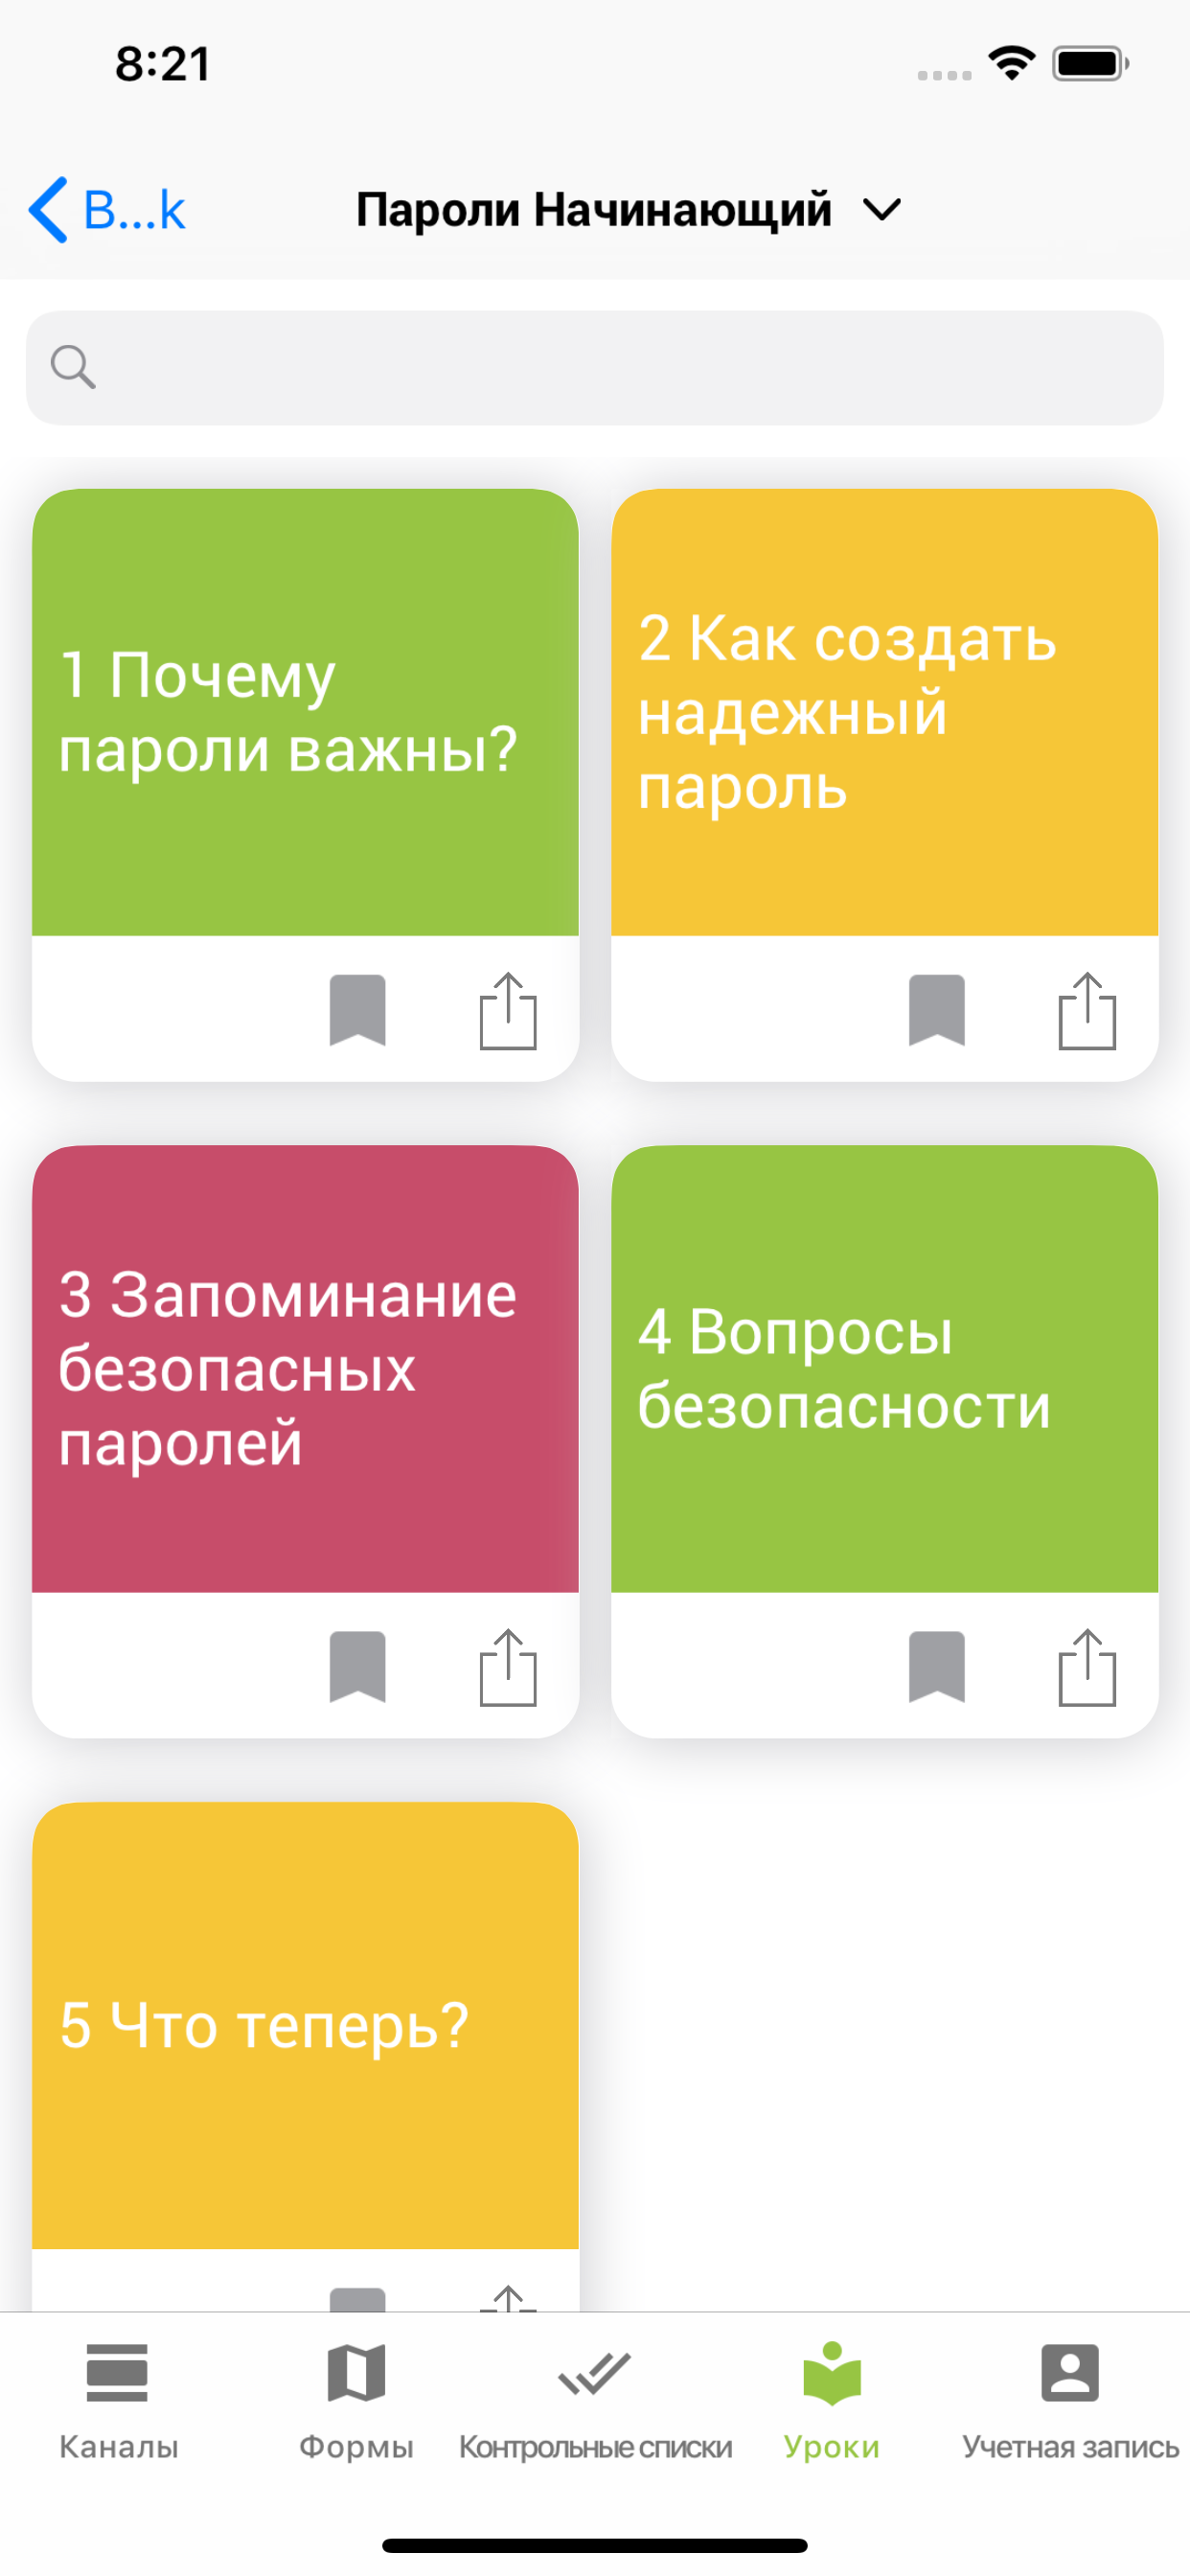 8:21
B...k
Пароли Начинающий
1 Почему
пароли важны?
2 Как создать
надежный
пароль
3 Запоминание
безопасных
паролей
4 Вопросы
безопасности
5 Что теперь?
Каналы
Формы
Контрольные списки
Уроки
Учетная запись